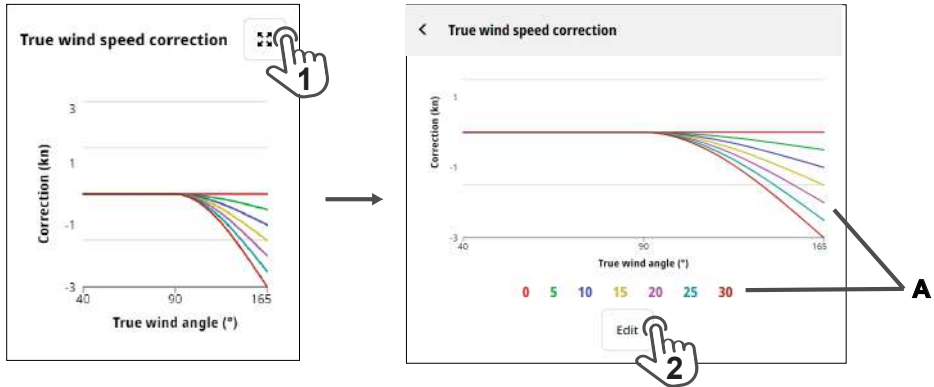 True wind speed correction
1
3
1
-1
-3
40 90 165
Correction (kn)
True wind angle (°)
True wind speed correction
1
-1
-3
40 90 165
Correction (kn)
True wind angle (°)
0 5 10 15 20 25 30
A
Edit
2